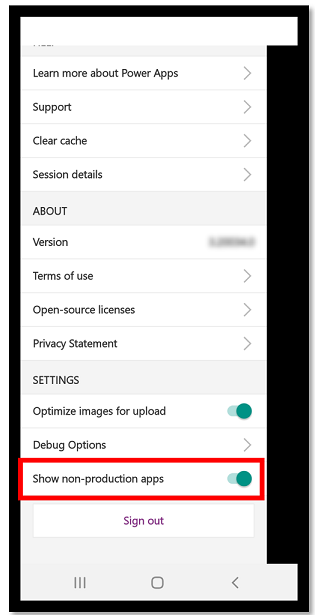 Learn more about Power Apps
Support
Clear cache
Session details
ABOUT
Version
Terms of use
Open-source licenses
Privacy Statement
SETTINGS
Optimize images for upload
Debug Options
Show non-production apps
Sign out